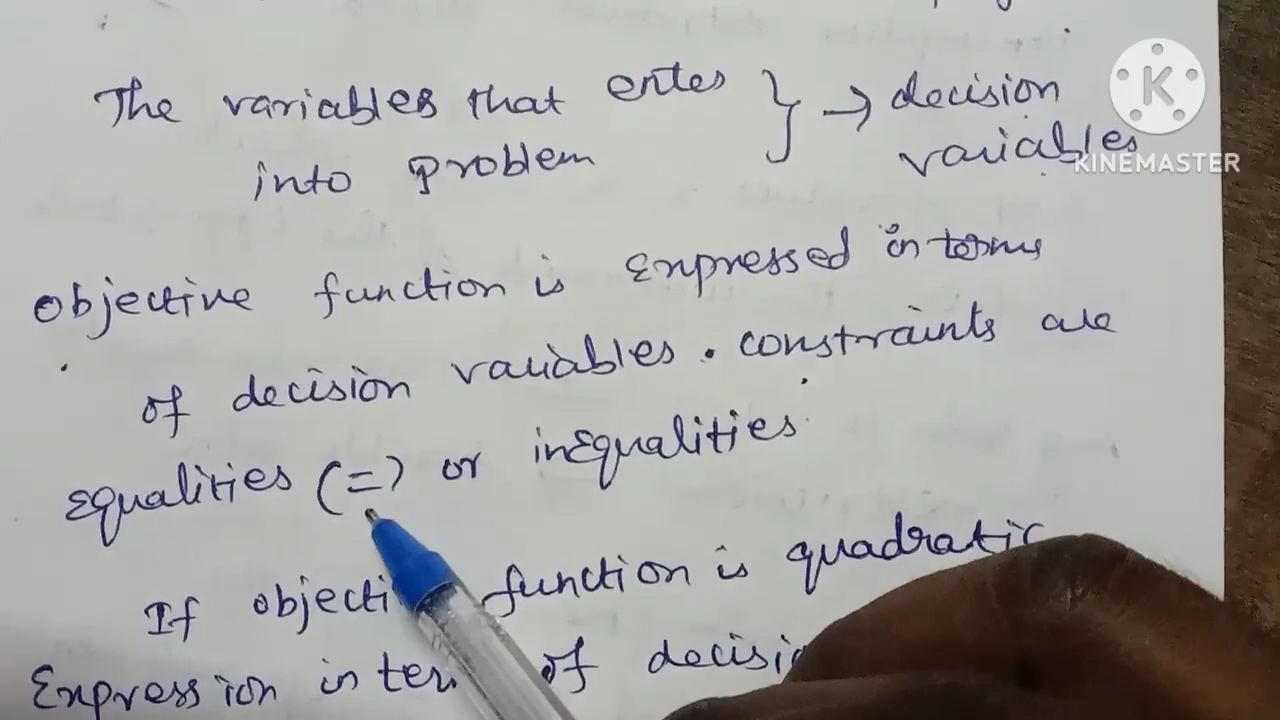 The variables that entes } → decision
into problem variables
KINEMASTER
objective function is Expressed in terms
of decision variables. constraints are
Equalities (=) or inEqualities
If objecti function is quadratic
Expression in ter of decisi